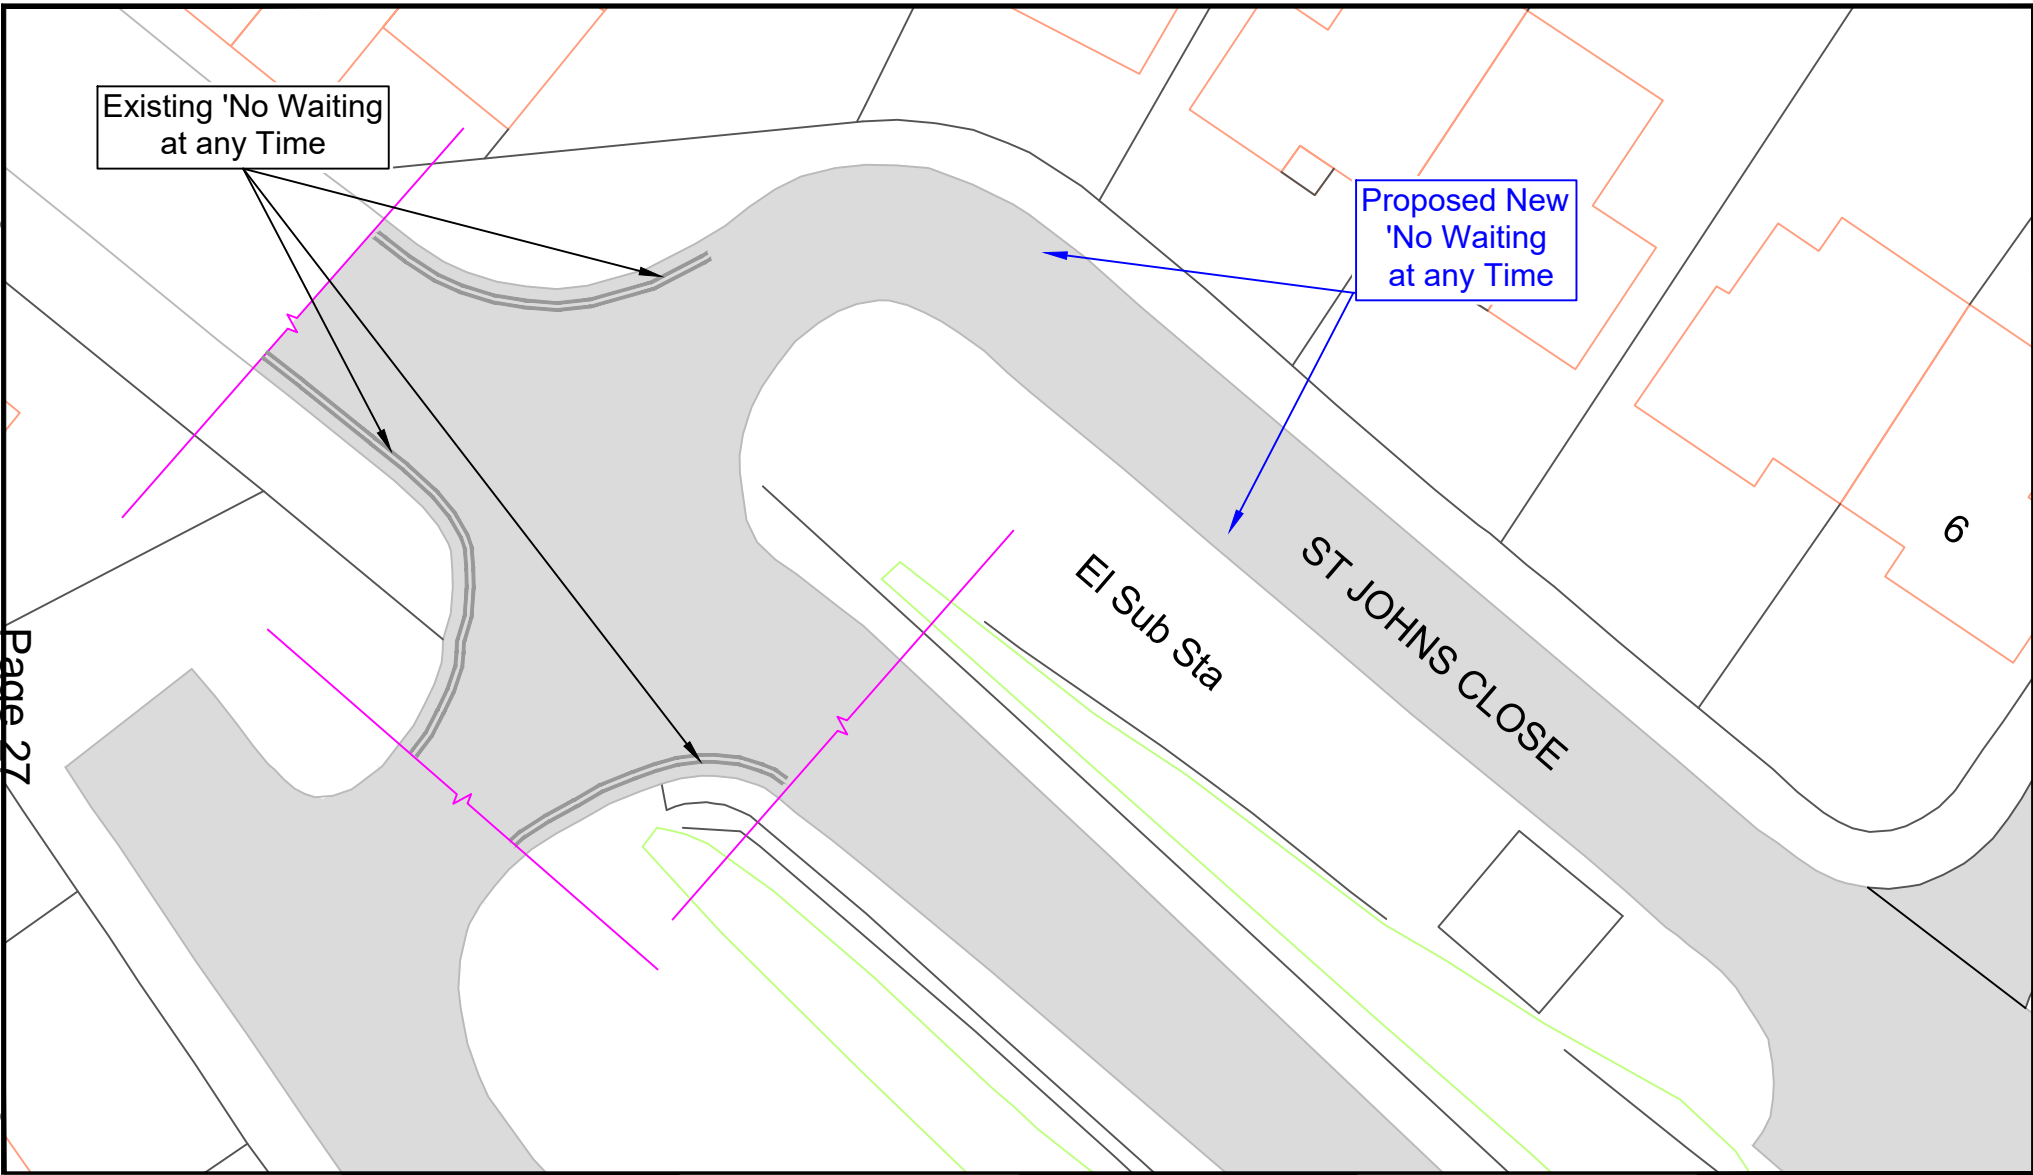 Existing 'No Waiting
at any Time
Proposed New
'No Waiting
at any Time
6
El Sub Sta
ST JOHNS CLOSE
Page 27